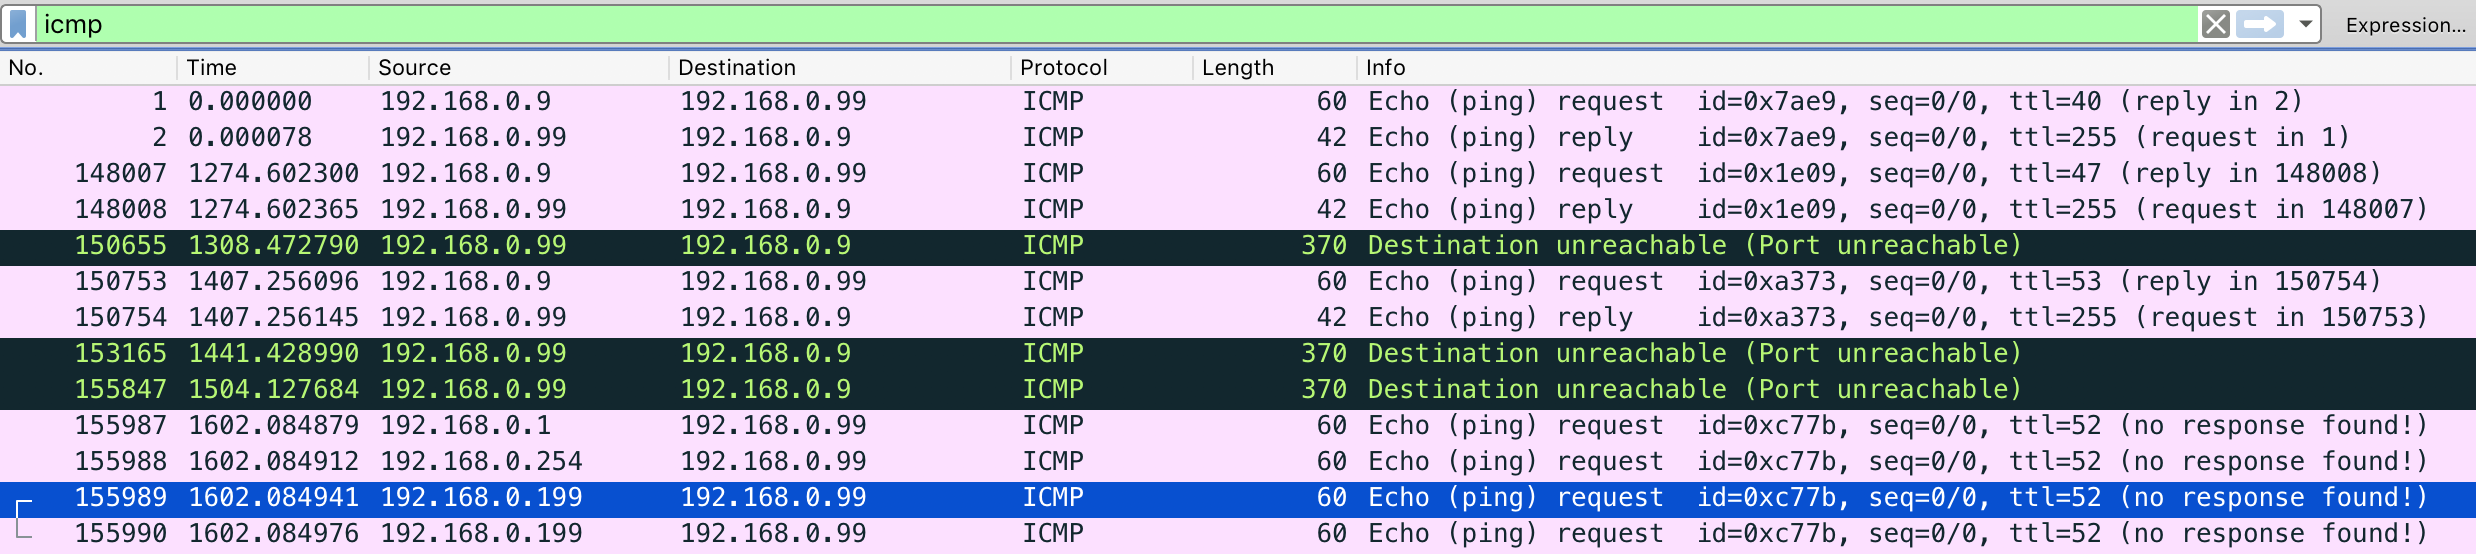 icmp Expression...
No. Time Source Destination Protocol Length Info
1 0.000000 192.168.0.9 192.168.0.99 ICMP 60 Echo (ping) request id=0x7ae9, seq=0/0, ttl=40 (reply in 2)
2 0.000078 192.168.0.99 192.168.0.9 ICMP 42 Echo (ping) reply id=0x7ae9, seq=0/0, ttl=255 (request in 1)
148007 1274.602300 192.168.0.9 192.168.0.99 ICMP 60 Echo (ping) request id=0x1e09, seq=0/0, ttl=47 (reply in 148008)
148008 1274.602365 192.168.0.99 192.168.0.9 ICMP 42 Echo (ping) reply id=0x1e09, seq=0/0, ttl=255 (request in 148007)
150655 1308.472790 192.168.0.99 192.168.0.9 ICMP 370 Destination unreachable (Port unreachable)
150753 1407.256096 192.168.0.9 192.168.0.99 ICMP 60 Echo (ping) request id=0xa373, seq=0/0, ttl=53 (reply in 150754)
150754 1407.256145 192.168.0.99 192.168.0.9 ICMP 42 Echo (ping) reply id=0xa373, seq=0/0, ttl=255 (request in 150753)
153165 1441.428990 192.168.0.99 192.168.0.9 ICMP 370 Destination unreachable (Port unreachable)
155847 1504.127684 192.168.0.99 192.168.0.9 ICMP 370 Destination unreachable (Port unreachable)
155987 1602.084879 192.168.0.1 192.168.0.99 ICMP 60 Echo (ping) request id=0xc77b, seq=0/0, ttl=52 (no response found!)
155988 1602.084912 192.168.0.254 192.168.0.99 ICMP 60 Echo (ping) request id=0xc77b, seq=0/0, ttl=52 (no response found!)
155989 1602.084941 192.168.0.199 192.168.0.99 ICMP 60 Echo (ping) request id=0xc77b, seq=0/0, ttl=52 (no response found!)
155990 1602.084976 192.168.0.199 192.168.0.99 ICMP 60 Echo (ping) request id=0xc77b, seq=0/0, ttl=52 (no response found!)